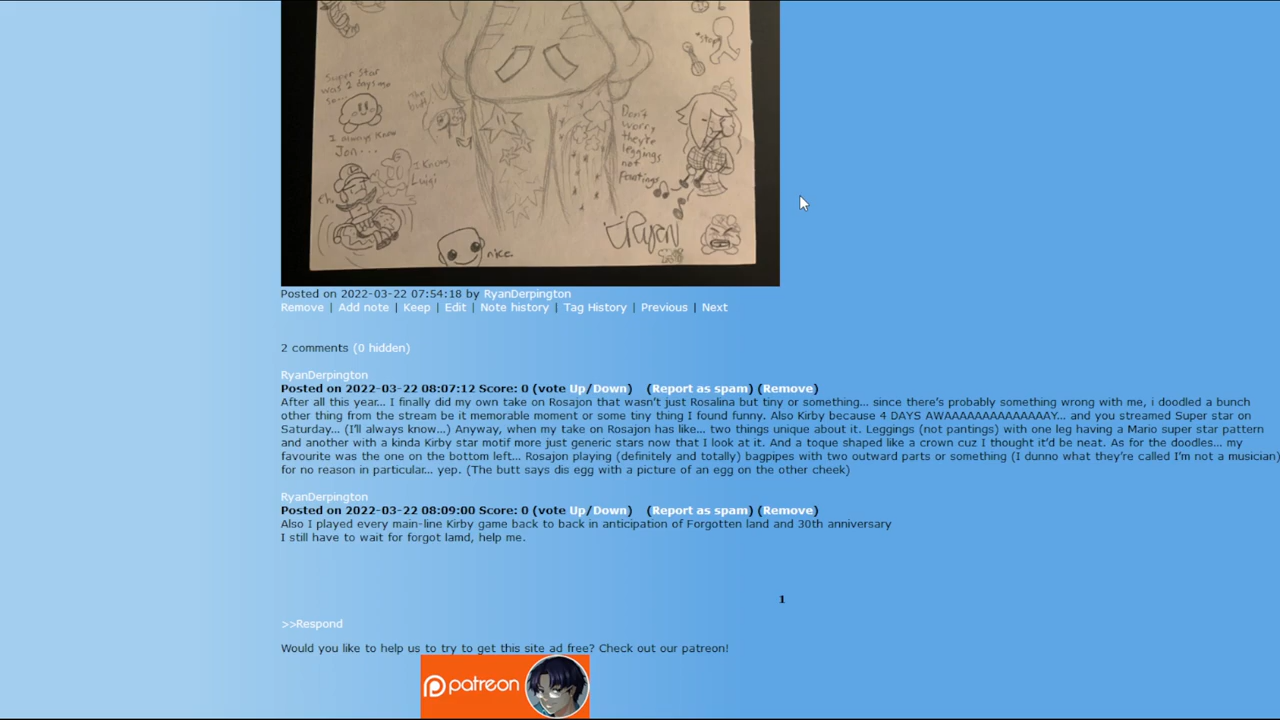 *Stop*
Super Star
was 2 days ago
I always know
Jon...
I know,
Luigi
Don't
worry
they're
leggings
not
Pantings
Ryan
nice
Posted on 2022-03-22 07:54:18 by RyanDerpington
Remove | Add note | Keep | Edit | Note history | Tag History | Previous | Next
2 comments (0 hidden)
RyanDerpington
Posted on 2022-03-22 08:07:12 Score: 0 (vote Up/Down) (Report as spam) (Remove)
After all this year... I finally did my own take on Rosajon that wasn't just Rosalina but tiny or something... since there's probably something wrong with me, i doodled a bunch
other thing from the stream be it memorable moment or some tiny thing I found funny. Also Kirby because 4 DAYS AWAAAAAAAAAAAAAAY... and you streamed Super star on
Saturday... (I'll always know...) Anyway, when my take on Rosajon has like... two things unique about it. Leggings (not pantings) with one leg having a Mario super star pattern
and another with a kinda Kirby star motif more just generic stars now that I look at it. And a toque shaped like a crown cuz I thought it'd be neat. As for the doodles... my
favourite was the one on the bottom left... Rosajon playing (definitely and totally) bagpipes with two outward parts or something (I dunno what they're called I'm not a musician)
for no reason in particular... yep. (The butt says dis egg with a picture of an egg on the other cheek)
RyanDerpington
Posted on 2022-03-22 08:09:00 Score: 0 (vote Up/Down) (Report as spam) (Remove)
Also I played every main-line Kirby game back to back in anticipation of Forgotten land and 30th anniversary
I still have to wait for forgot lamd, help me.
1
>>Respond
Would you like to help us to try to get this site ad free? Check out our patreon!
patreon